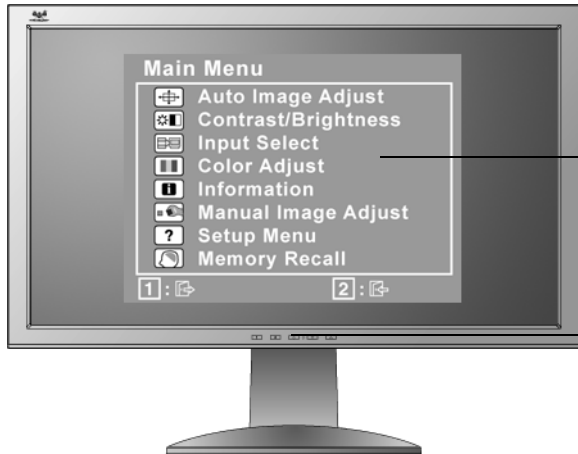 Main Menu
Auto Image Adjust
Contrast/Brightness
Input Select
Color Adjust
Information
Manual Image Adjust
? Setup Menu
Memory Recall
1 : 2 :